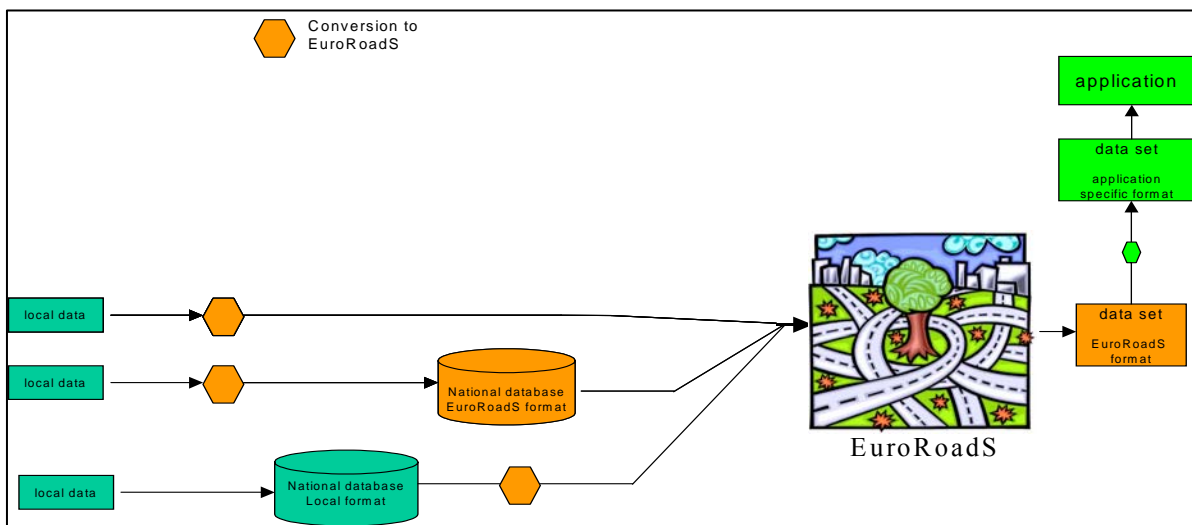 Conversion to
EuroRoadS
application
data set
application
specific format
data set
EuroRoadS
format
local data
local data
National database
EuroRoadS format
EuroRoadS
local data
National database
Local format